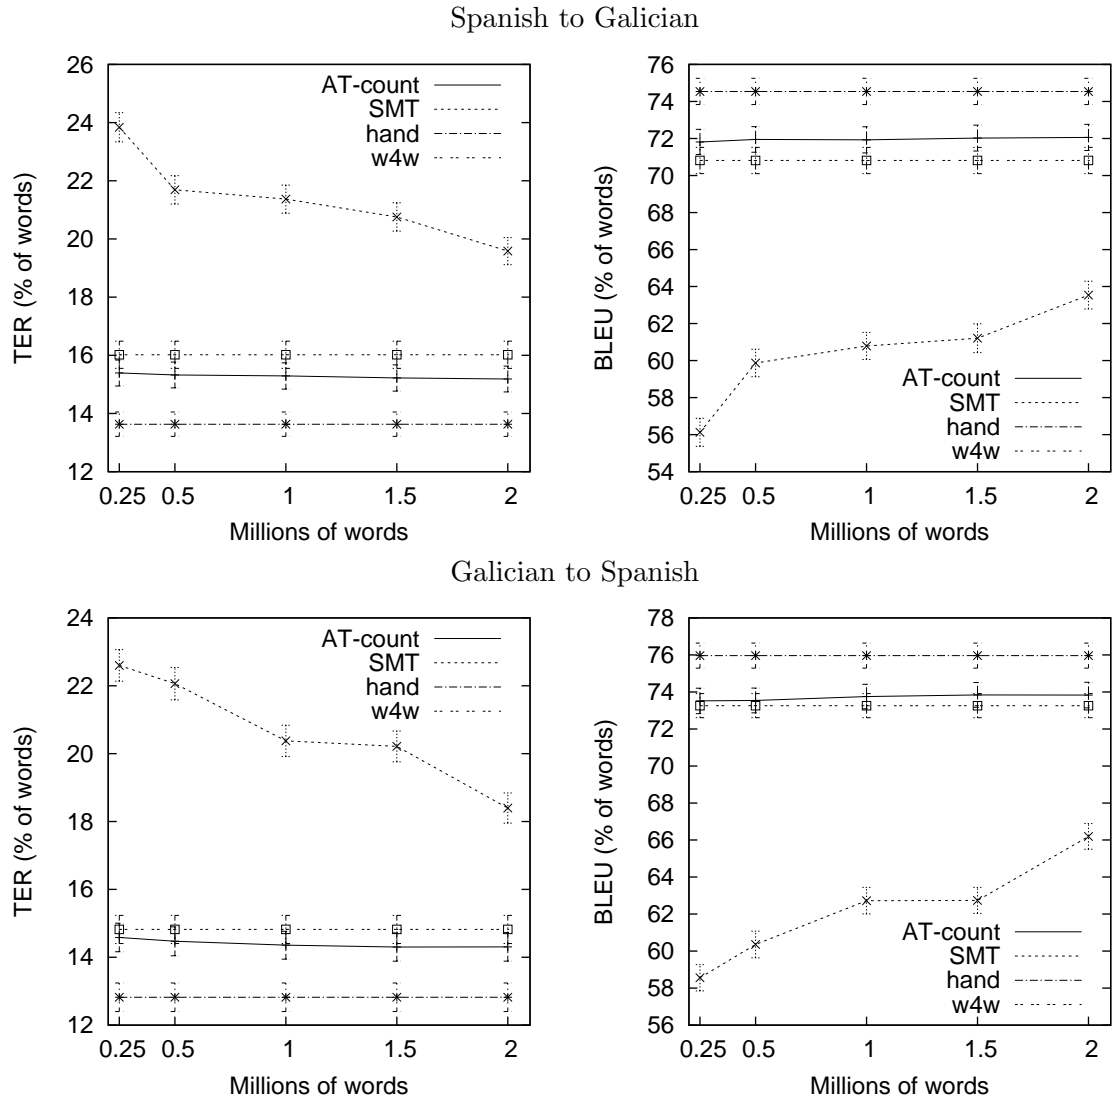 Spanish to Galician
TER (% of words)
26
24
22
20
18
16
14
12
0.25 0.5 1 1.5 2
Millions of words
AT-count
SMT
hand
w4w
BLEU (% of words)
76
74
72
70
68
66
64
62
60
58
56
54
0.25 0.5 1 1.5 2
Millions of words
AT-count
SMT
hand
w4w
Galician to Spanish
TER (% of words)
24
22
20
18
16
14
12
0.25 0.5 1 1.5 2
Millions of words
AT-count
SMT
hand
w4w
BLEU (% of words)
78
76
74
72
70
68
66
64
62
60
58
56
0.25 0.5 1 1.5 2
Millions of words
AT-count
SMT
hand
w4w